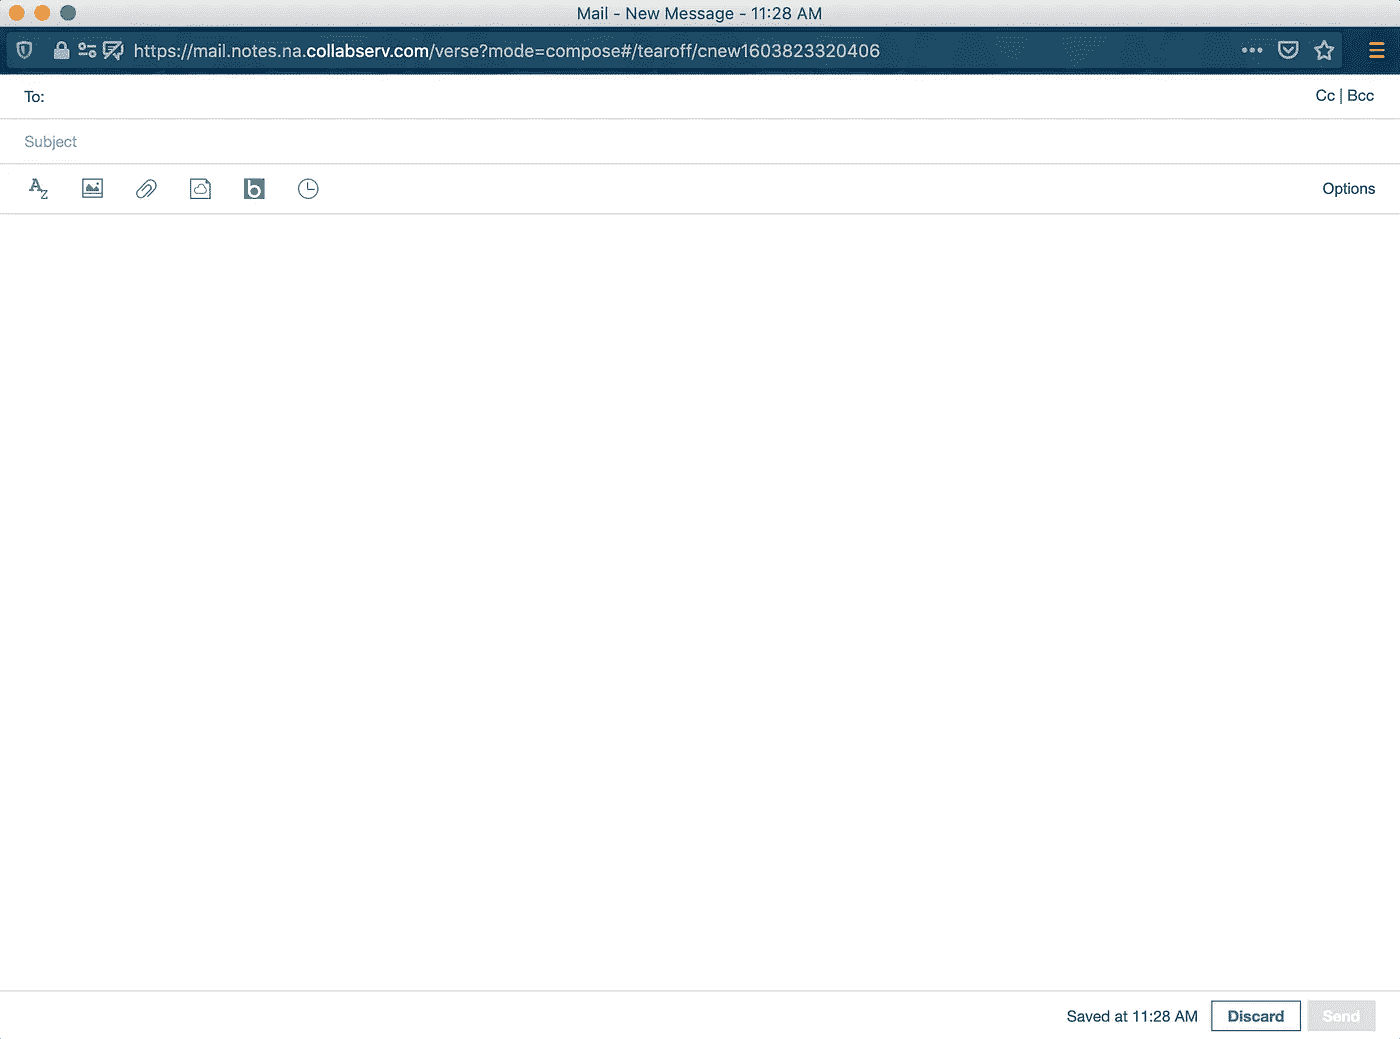 Mail - New Message - 11:28 AM
https://mail.notes.na.collabserv.com/verse?mode=compose#/tearoff/cnew1603823320406
To: Cc | Bcc
Subject
Options
Saved at 11:28 AM Discard Send